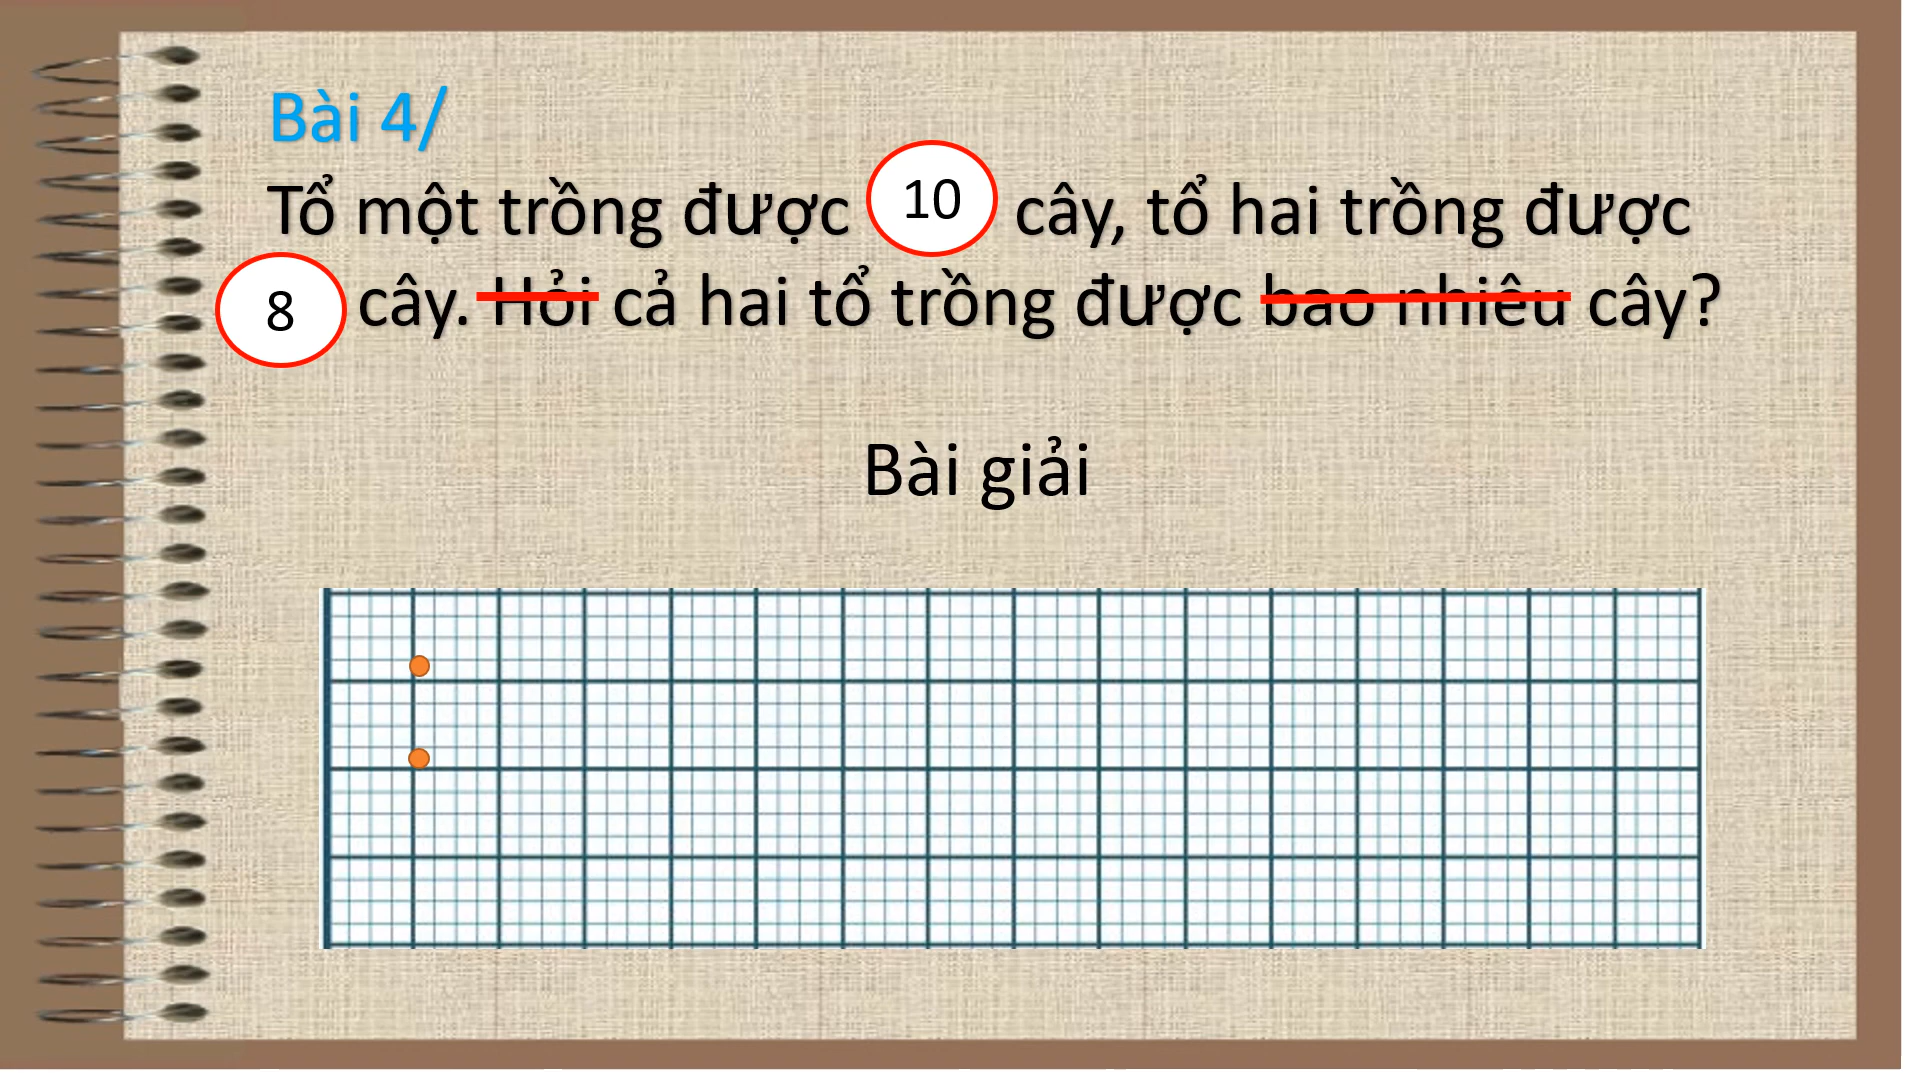 Bài 4/
Tổ một trồng được 10 cây, tổ hai trồng được
8 cây. Hỏi cả hai tổ trồng được bao nhiêu cây?
Bài giải